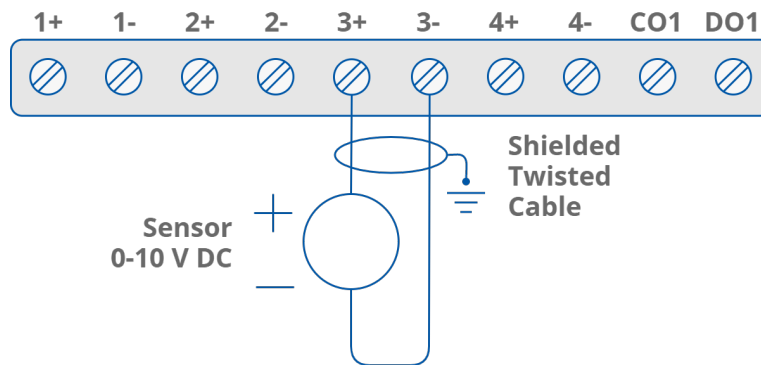 1+ 1- 2+ 2- 3+ 3- 4+ 4- CO1 DO1
Shielded
Twisted
Cable
Sensor
0-10 V DC